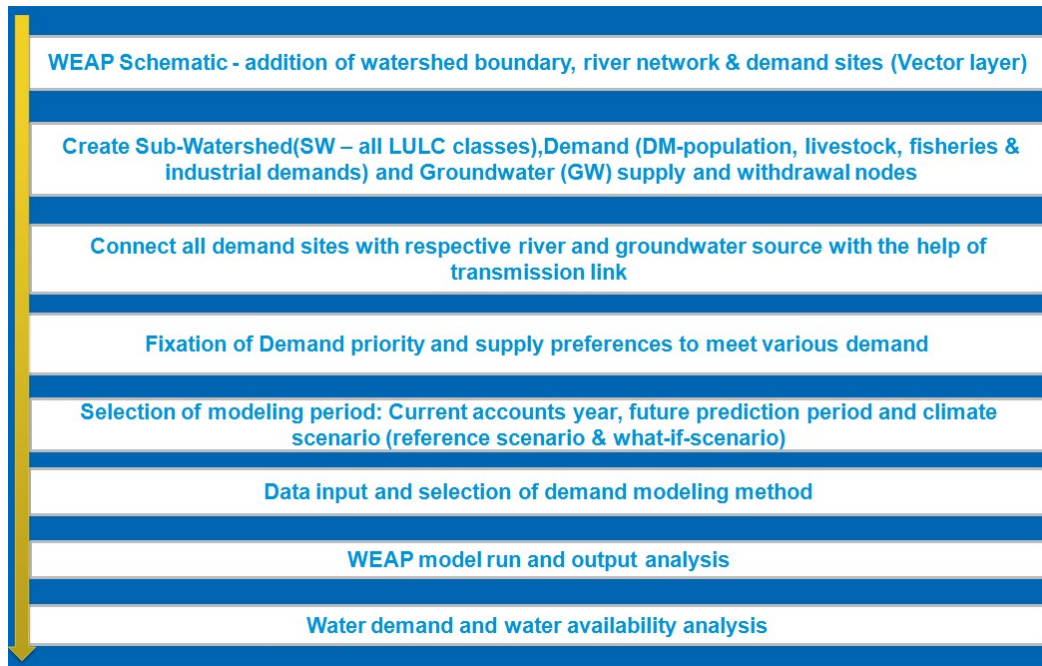 WEAP Schematic - addition of watershed boundary, river network & demand sites (Vector layer)
Create Sub-Watershed(SW – all LULC classes),Demand (DM-population, livestock, fisheries &
industrial demands) and Groundwater (GW) supply and withdrawal nodes
Connect all demand sites with respective river and groundwater source with the help of
transmission link
Fixation of Demand priority and supply preferences to meet various demand
Selection of modeling period: Current accounts year, future prediction period and climate
scenario (reference scenario & what-if-scenario)
Data input and selection of demand modeling method
WEAP model run and output analysis
Water demand and water availability analysis